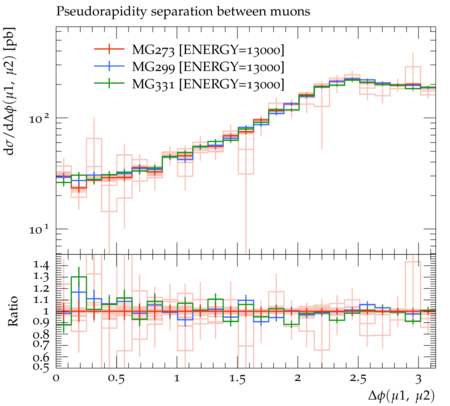 Pseudorapidity separation between muons
dσ/dΔϕ(μ1, μ2) [pb]
MG273 [ENERGY=13000]
MG299 [ENERGY=13000]
MG331 [ENERGY=13000]
10²
10¹
Ratio
1.4
1.3
1.2
1.1
1
0.9
0.8
0.7
0.6
0.5
0 0.5 1 1.5 2 2.5 3
Δϕ(μ1, μ2)